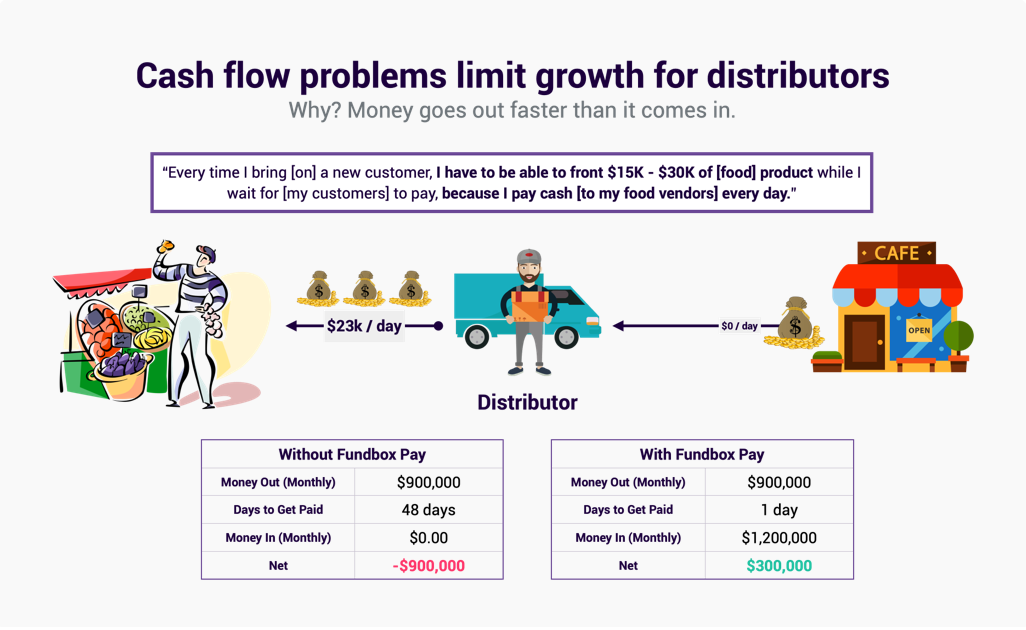 Cash flow problems limit growth for distributors
Why? Money goes out faster than it comes in.
“Every time I bring [on] a new customer, I have to be able to front $15K - $30K of [food] product while I
wait for [my customers] to pay, because I pay cash [to my food vendors] every day."
CAFE
$ $ $
$23k / day
$0 / day
$
OPEN
Distributor
Without Fundbox Pay
Money Out (Monthly) $900,000
Days to Get Paid 48 days
Money In (Monthly) $0.00
Net -$900,000
With Fundbox Pay
Money Out (Monthly) $900,000
Days to Get Paid 1 day
Money In (Monthly) $1,200,000
Net $300,000